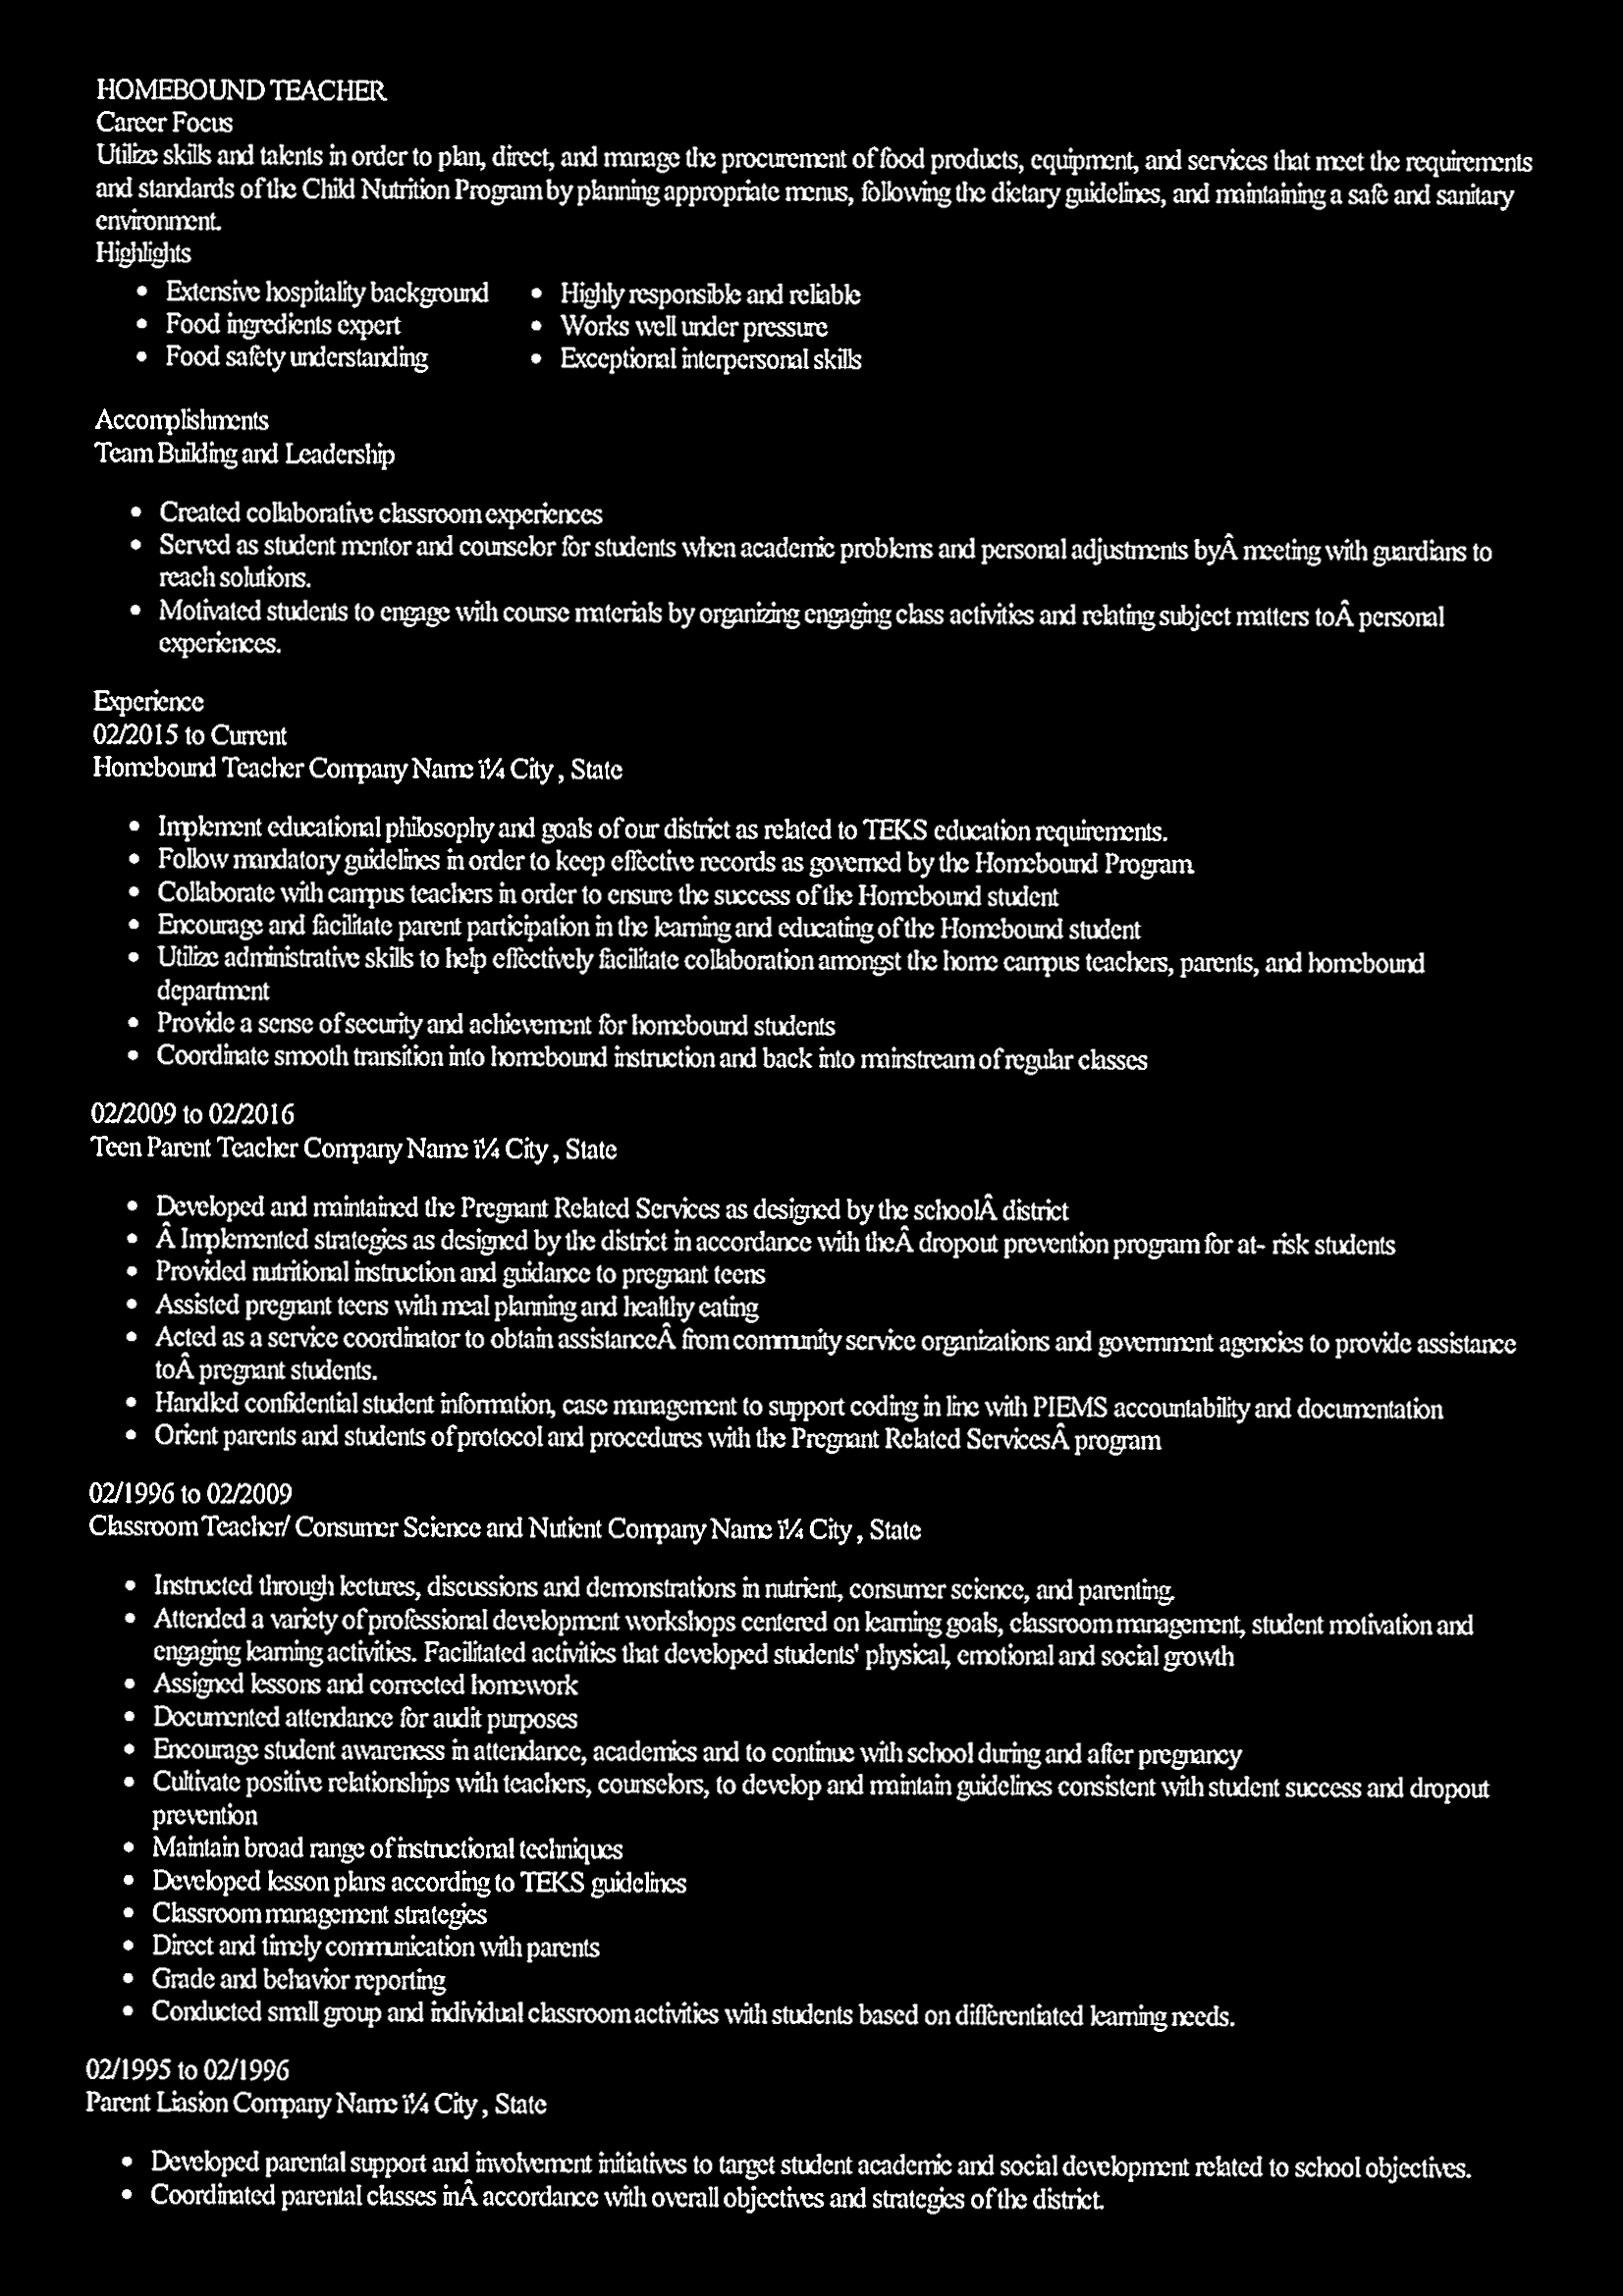 HOMEBOUND TEACHER
Career Focus
Utilize skills and talents in order to plan, direct, and manage the procurement of food products, equipment, and services that meet the requirements
and standards of the Child Nutrition Program by planning appropriate menus, following the dietary guidelines, and maintaining a safe and sanitary
environment.
Highlights
• Extensive hospitality background • Highly responsible and reliable
• Food ingredients expert • Works well under pressure
• Food safety understanding • Exceptional interpersonal skills
Accomplishments
Team Building and Leadership
• Created collaborative classroom experiences
• Served as student mentor and counselor for students when academic problems and personal adjustments byÂ meeting with guardians to
reach solutions.
• Motivated students to engage with course materials by organizing engaging class activities and relating subject matters toÂ personal
experiences.
Experience
02/2015 to Current
Homebound Teacher Company Name ï¼ City , State
• Implement educational philosophy and goals of our district as related to TEKS education requirements.
• Follow mandatory guidelines in order to keep effective records as governed by the Homebound Program.
• Collaborate with campus teachers in order to ensure the success of the Homebound student
• Encourage and facilitate parent participation in the learning and educating of the Homebound student
• Utilize administrative skills to help effectively facilitate collaboration amongst the home campus teachers, parents, and homebound
department
• Provide a sense of security and achievement for homebound students
• Coordinate smooth transition into homebound instruction and back into mainstream of regular classes
02/2009 to 02/2016
Teen Parent Teacher Company Name ï¼ City , State
• Developed and maintained the Pregnant Related Services as designed by the schoolÂ district
• Â Implemented strategies as designed by the district in accordance with theÂ dropout prevention program for at- risk students
• Provided nutritional instruction and guidance to pregnant teens
• Assisted pregnant teens with meal planning and healthy eating
• Acted as a service coordinator to obtain assistanceÂ from community service organizations and government agencies to provide assistance
toÂ pregnant students.
• Handled confidential student information, case management to support coding in line with PIEMS accountability and documentation
• Orient parents and students of protocol and procedures with the Pregnant Related ServicesÂ program
02/1996 to 02/2009
Classroom Teacher/ Consumer Science and Nutient Company Name ï¼ City , State
• Instructed through lectures, discussions and demonstrations in nutrient, consumer science, and parenting.
• Attended a variety of professional development workshops centered on learning goals, classroom management, student motivation and
engaging learning activities. Facilitated activities that developed students' physical, emotional and social growth
• Assigned lessons and corrected homework
• Documented attendance for audit purposes
• Encourage student awareness in attendance, academics and to continue with school during and after pregnancy
• Cultivate positive relationships with teachers, counselors, to develop and maintain guidelines consistent with student success and dropout
prevention
• Maintain broad range of instructional techniques
• Developed lesson plans according to TEKS guidelines
• Classroom management strategies
• Direct and timely communication with parents
• Grade and behavior reporting
• Conducted small group and individual classroom activities with students based on differentiated learning needs.
02/1995 to 02/1996
Parent Liasion Company Name ï¼ City , State
• Developed parental support and involvement initiatives to target student academic and social development related to school objectives.
• Coordinated parental classes inÂ accordance with overall objectives and strategies of the district.